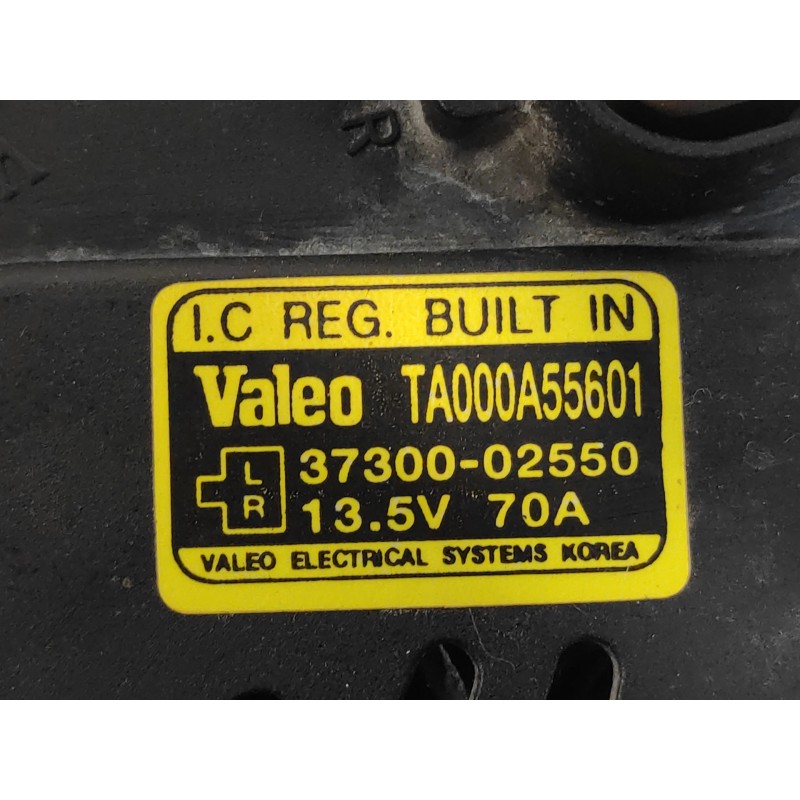 R
I.C REG. BUILT IN
Valeo TA000A55601
L 37300-02550
R 13.5V 70A
VALEO ELECTRICAL SYSTEMS KOREA